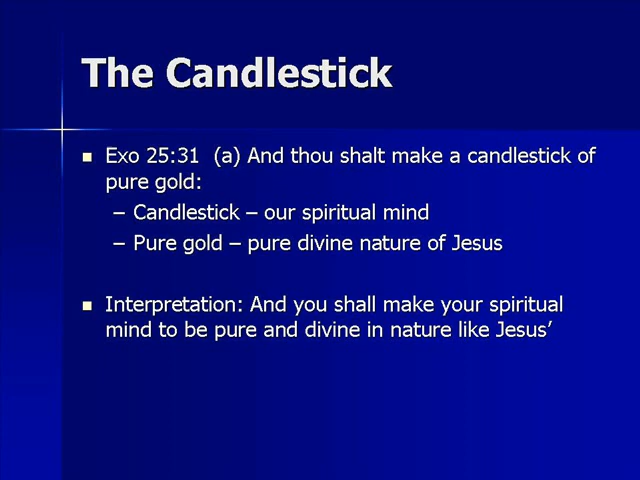 The Candlestick
Exo 25:31  (a) And thou shalt make a candlestick of
pure gold:
– Candlestick – our spiritual mind
– Pure gold – pure divine nature of Jesus
Interpretation: And you shall make your spiritual
mind to be pure and divine in nature like Jesus’